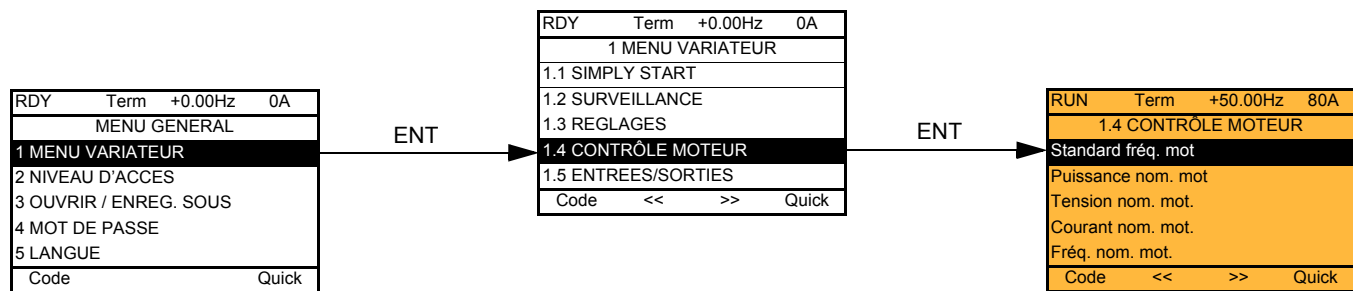 RDY Term +0.00Hz 0A
MENU GENERAL
1 MENU VARIATEUR
2 NIVEAU D'ACCES
3 OUVRIR / ENREG. SOUS
4 MOT DE PASSE
5 LANGUE
Code Quick
ENT
RDY Term +0.00Hz 0A
1 MENU VARIATEUR
1.1 SIMPLY START
1.2 SURVEILLANCE
1.3 REGLAGES
1.4 CONTRÔLE MOTEUR
1.5 ENTREES/SORTIES
Code << >> Quick
ENT
RUN Term +50.00Hz 80A
1.4 CONTRÔLE MOTEUR
Standard fréq. mot
Puissance nom. mot
Tension nom. mot.
Courant nom. mot.
Fréq. nom. mot.
Code << >> Quick